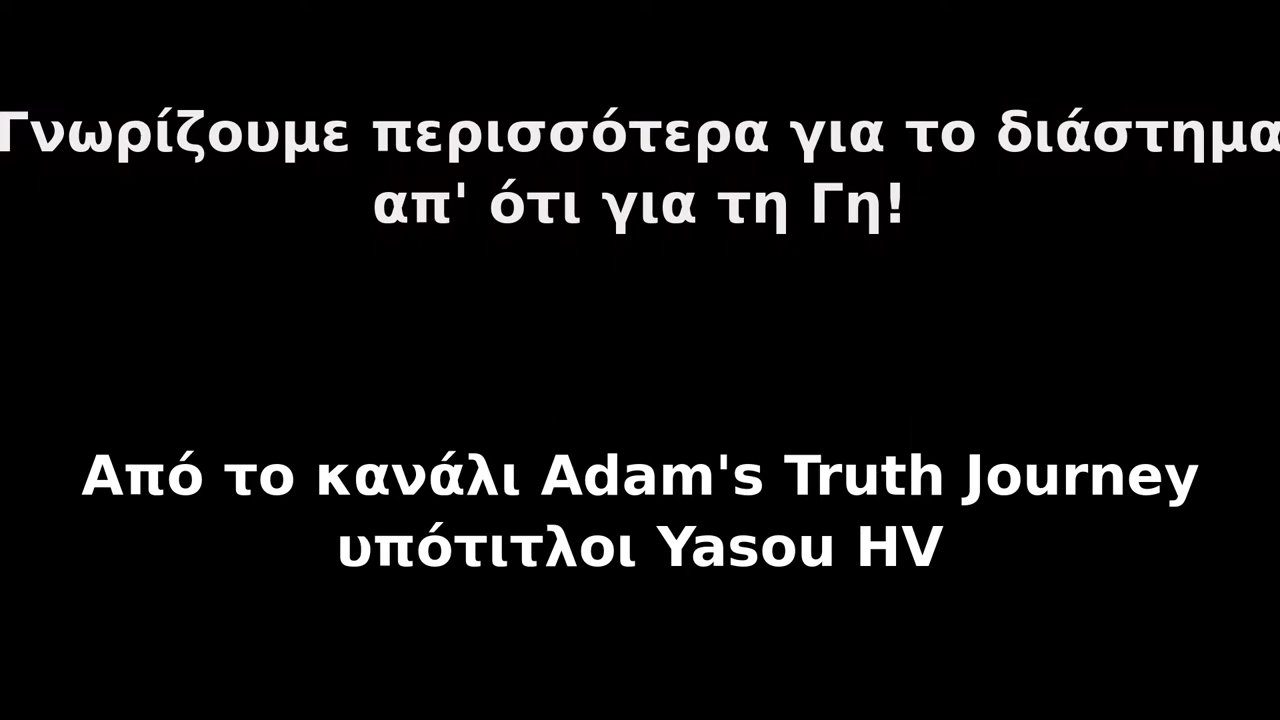 Γνωρίζουμε περισσότερα για το διάστημα
απ' ότι για τη Γη!
Από το κανάλι Adam's Truth Journey
υπότιτλοι Yasou HV